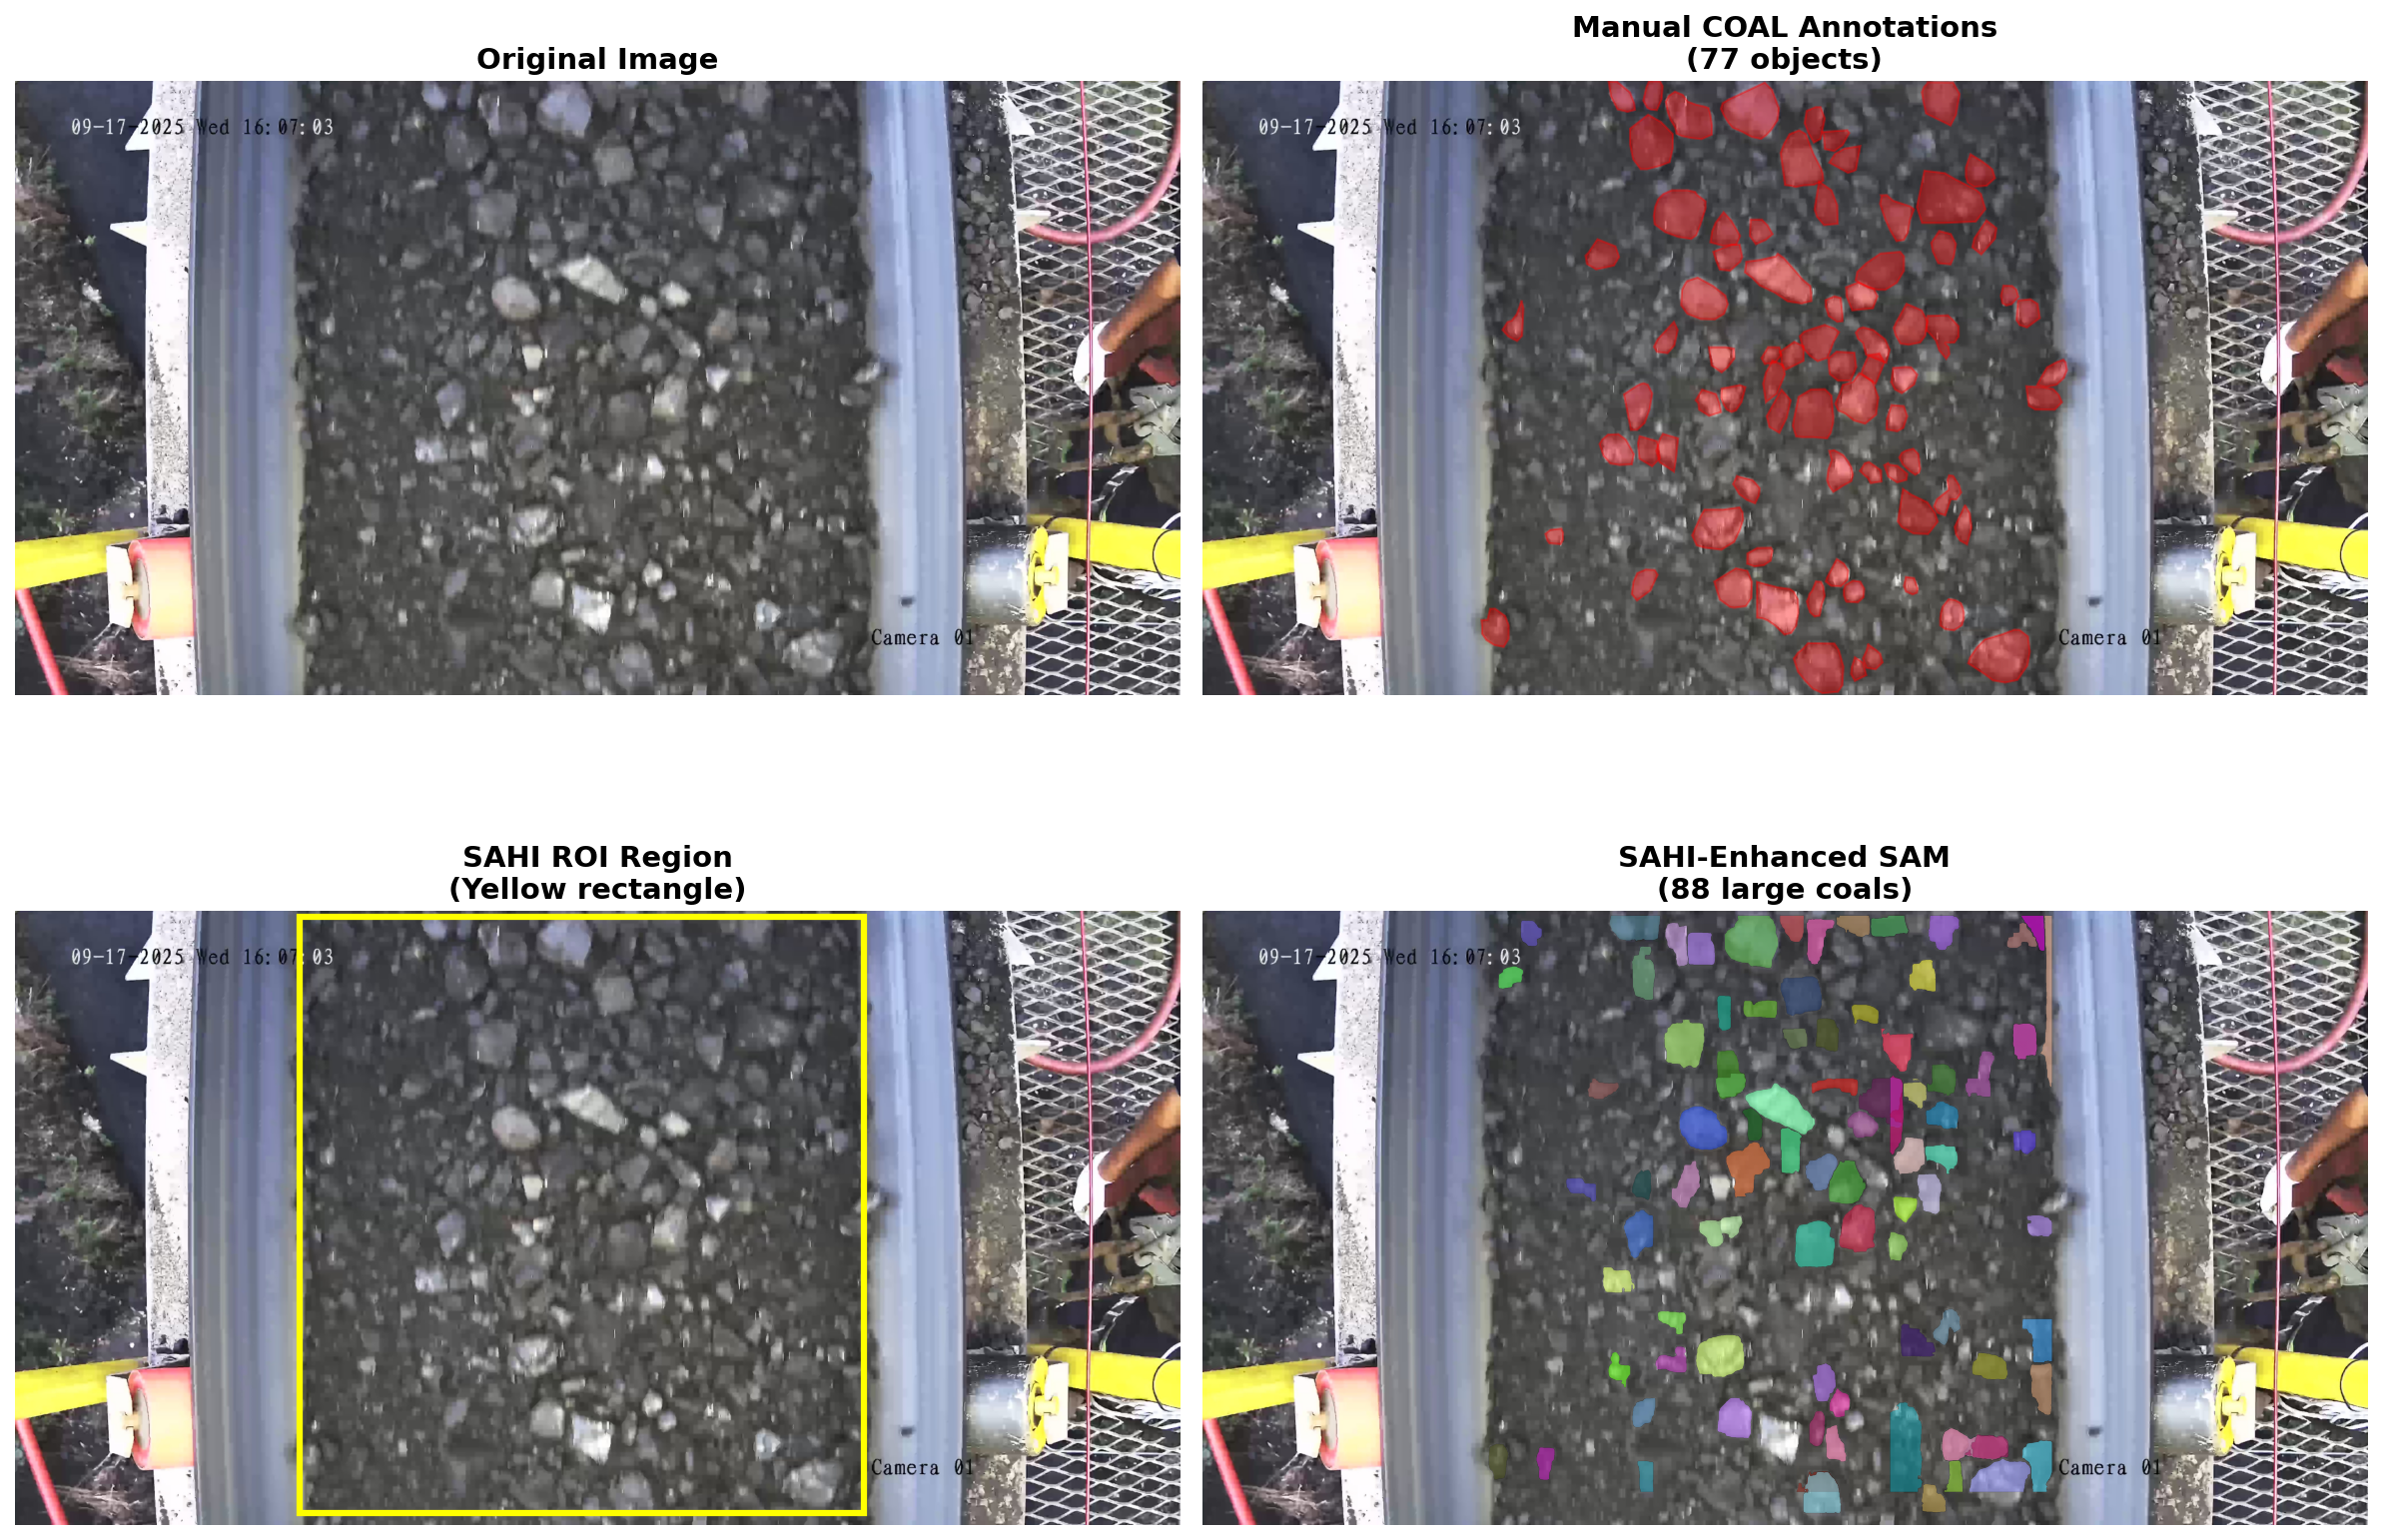 Original Image
09-17-2025 Wed 16:07:03
Camera 01
Manual COAL Annotations
(77 objects)
09-17-2025 Wed 16:07:03
Camera 01
SAHI ROI Region
(Yellow rectangle)
09-17-2025 Wed 16:07:03
Camera 01
SAHI-Enhanced SAM
(88 large coals)
09-17-2025 Wed 16:07:03
Camera 01